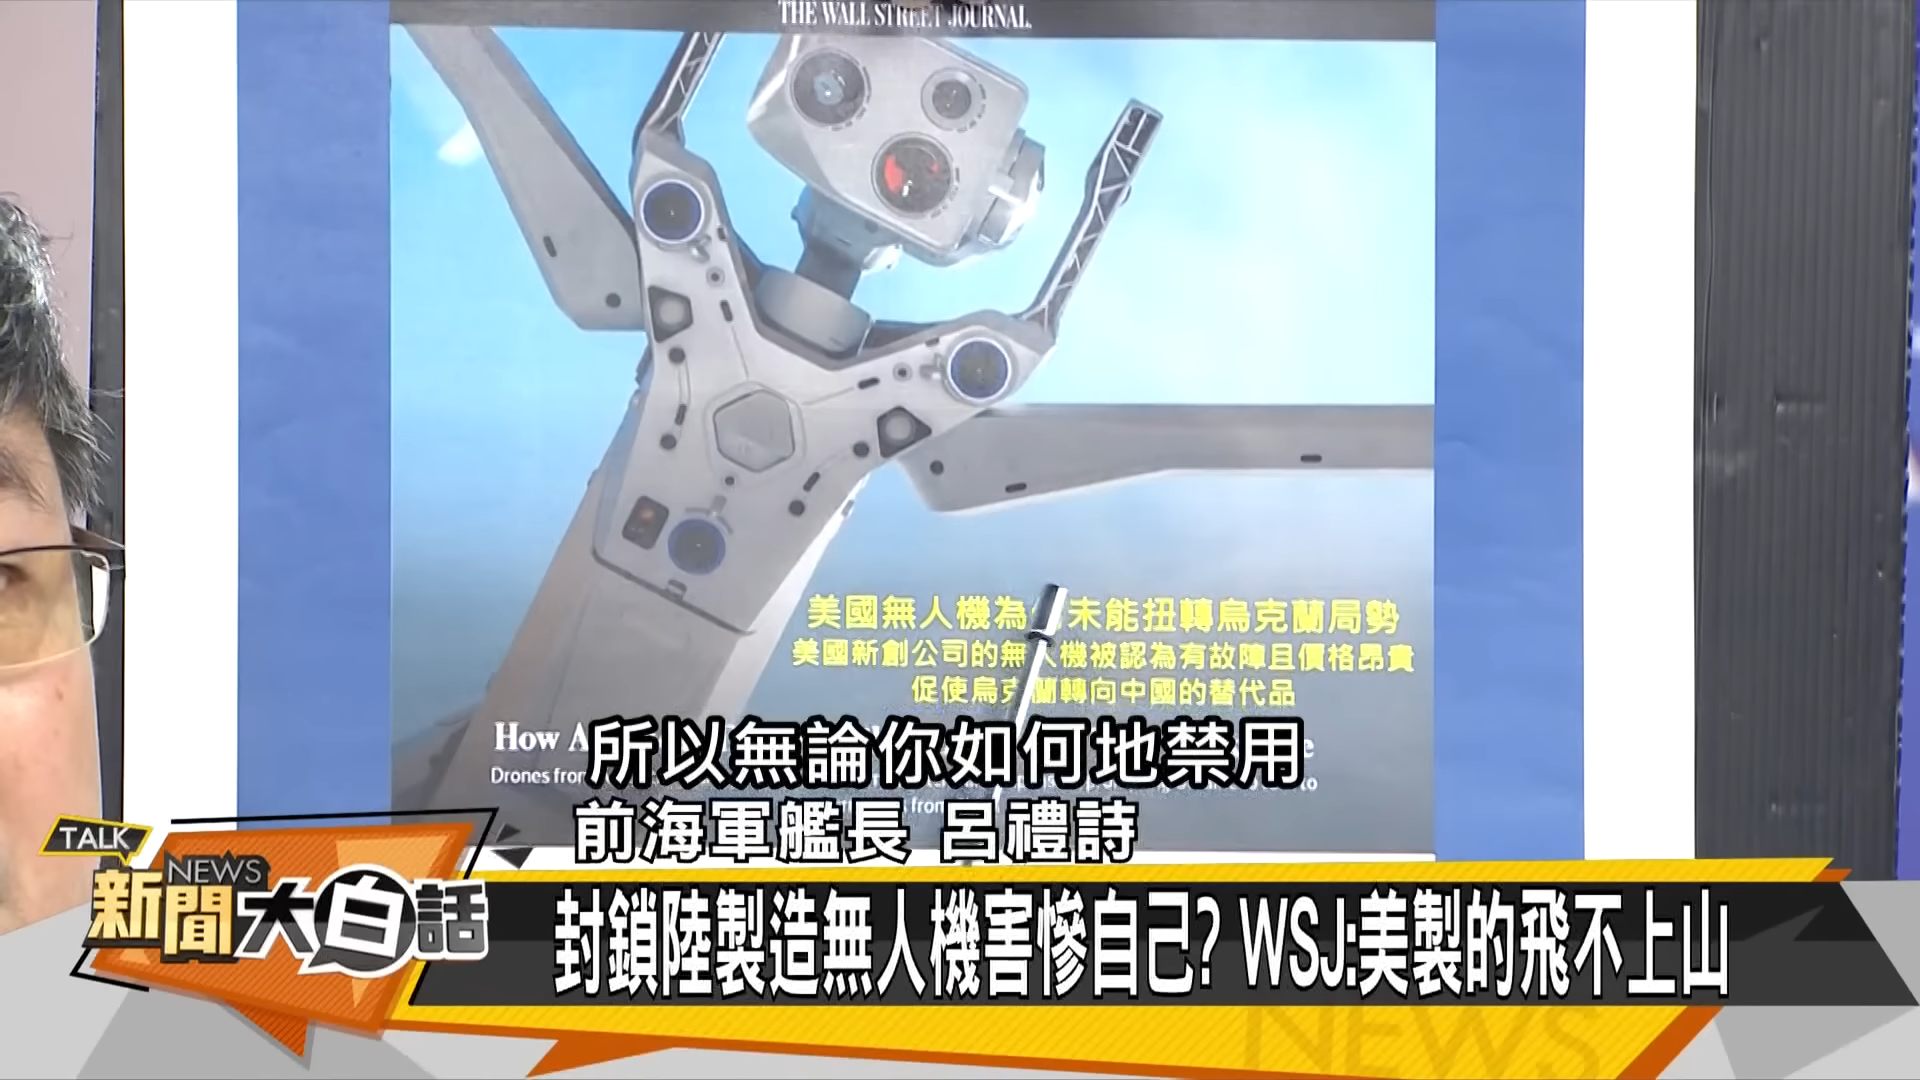 THE WALL STREET JOURNAL.
美國無人機為 未能扭轉烏克蘭局勢
美國新創公司的無人機被認為有故障且價格昂貴
促使烏克蘭轉向中國的替代品
How A
Drones from
from
to
所以無論你如何地禁用
前海軍艦長 呂禮詩
TALK
NEWS
新聞大白話
封鎖陸製造無人機害慘自己? WSJ:美製的飛不上山
NEWS